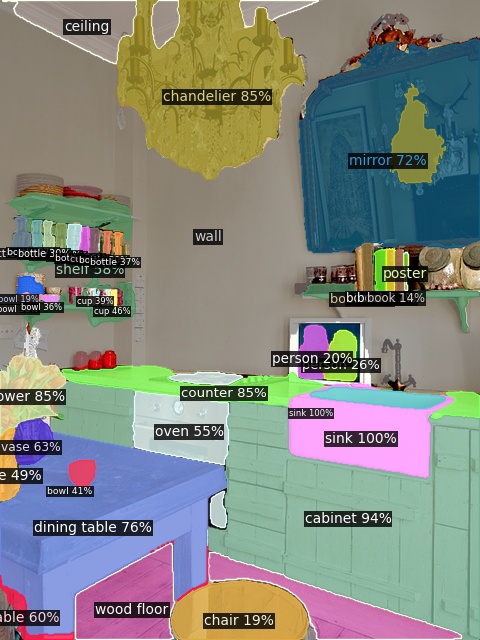 ceiling
chandelier 85%
mirror 72%
wall
bottle 30%
bottle 37%
shelf 58%
poster
book 14%
bowl 19%
bowl 36%
cup 39%
cup 46%
bowl
person 20%
person 26%
counter 85%
ower 85%
sink 100%
oven 55%
sink 100%
vase 63%
e 49%
bowl 41%
cabinet 94%
dining table 76%
wood floor
able 60%
chair 19%